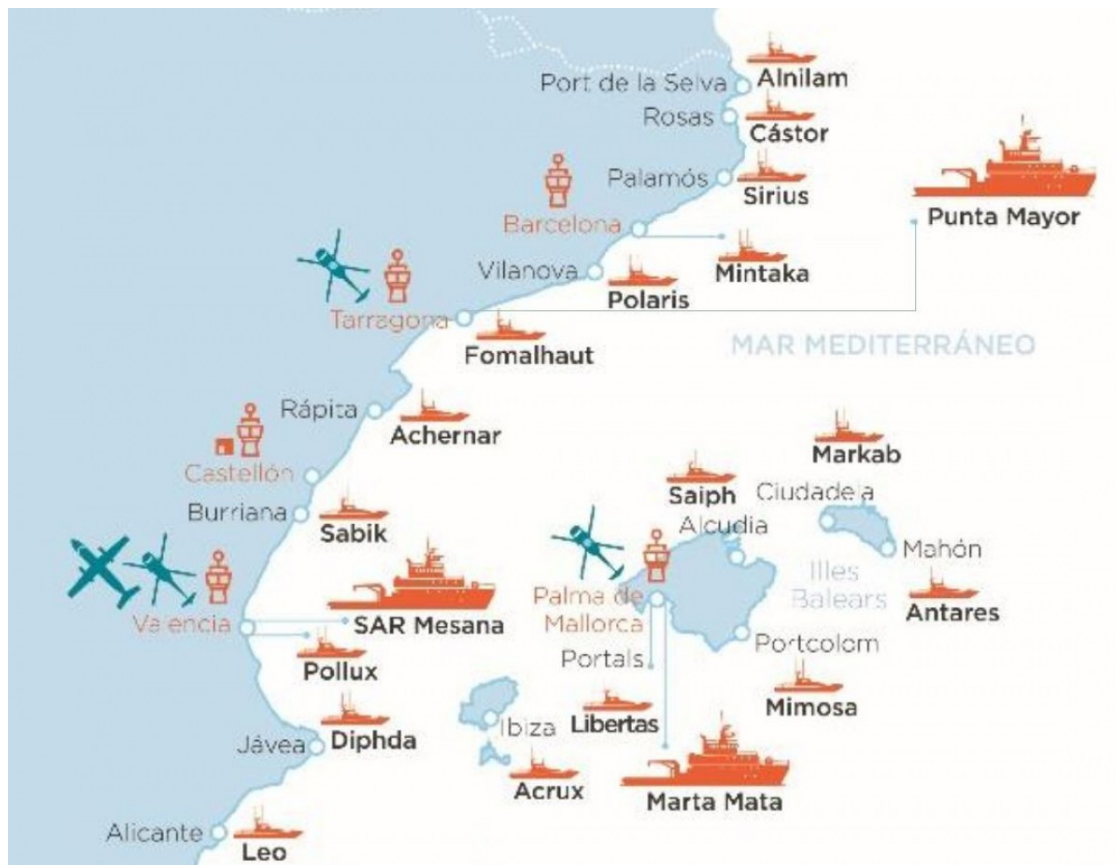 Alnilam
Port de la Selva
Rosas
Cástor
Palamós
Sirius
Punta Mayor
Barcelona
Mintaka
Vilanova
Polaris
Tarragona
Fomalhaut
MAR MEDITERRÁNEO
Rápita
Achernar
Markab
Castellón
Saiph
Ciudadela
Burriana
Sabik
Alcudia
Mahón
Illes
Balears
Antares
Palma de
Mallorca
Valencia
SAR Mesana
Portcolom
Portals
Pollux
Mimosa
Libertas
Ibiza
Jávea
Diphda
Acrux
Marta Mata
Alicante
Leo